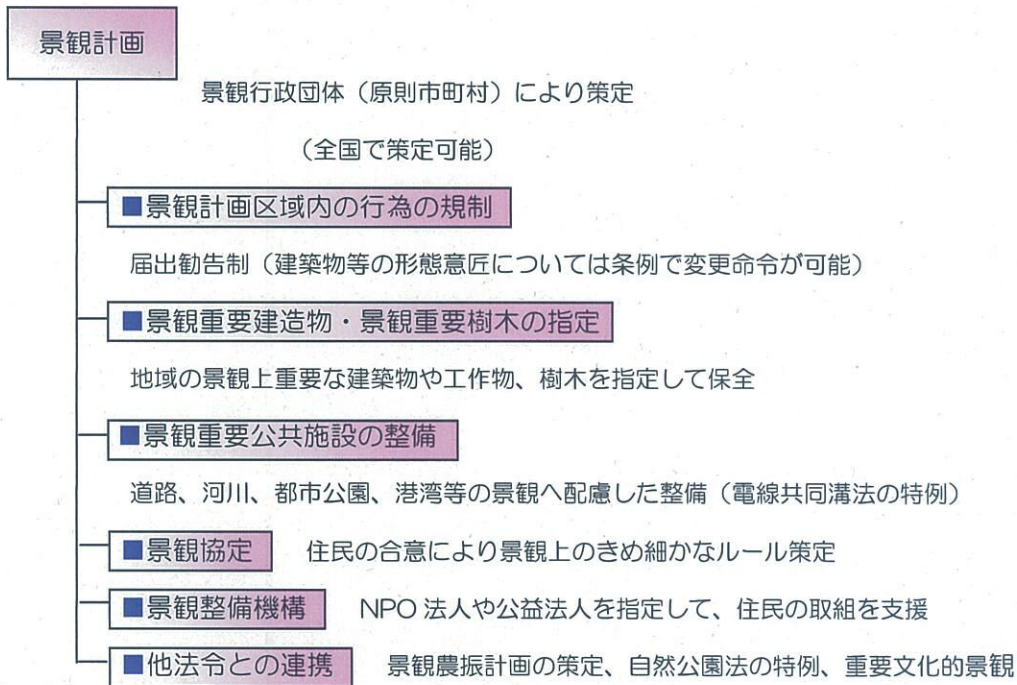 景観計画
景観行政団体（原則市町村）により策定
（全国で策定可能）
■景観計画区域内の行為の規制
届出勧告制（建築物等の形態意匠については条例で変更命令が可能）
■景観重要建造物・景観重要樹木の指定
地域の景観上重要な建築物や工作物、樹木を指定して保全
■景観重要公共施設の整備
道路、河川、都市公園、港湾等の景観へ配慮した整備（電線共同溝法の特例）
■景観協定 住民の合意により景観上のきめ細かなルール策定
■景観整備機構 NPO 法人や公益法人を指定して、住民の取組を支援
■他法令との連携 景観農振計画の策定、自然公園法の特例、重要文化的景観